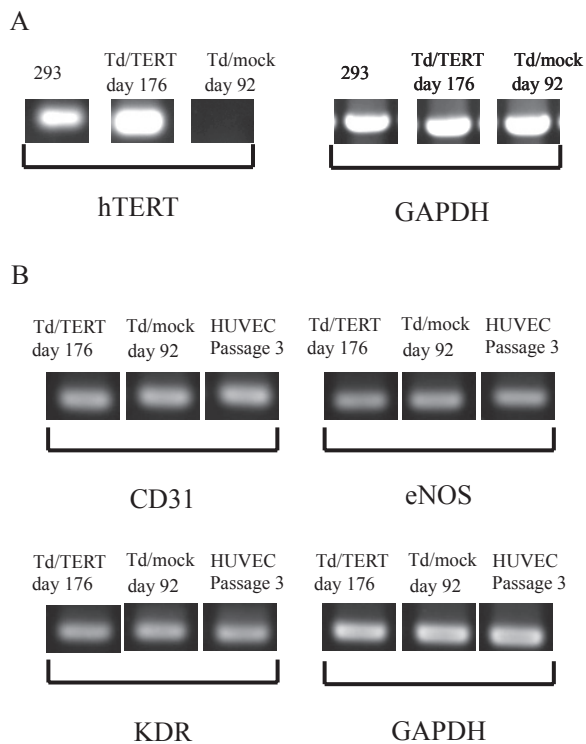 A
293
Td/TERT
day 176
Td/mock
day 92
293
Td/TERT
day 176
Td/mock
day 92
hTERT
GAPDH
B
Td/TERT
day 176
Td/mock
day 92
HUVEC
Passage 3
Td/TERT
day 176
Td/mock
day 92
HUVEC
Passage 3
CD31
eNOS
Td/TERT
day 176
Td/mock
day 92
HUVEC
Passage 3
Td/TERT
day 176
Td/mock
day 92
HUVEC
Passage 3
KDR
GAPDH